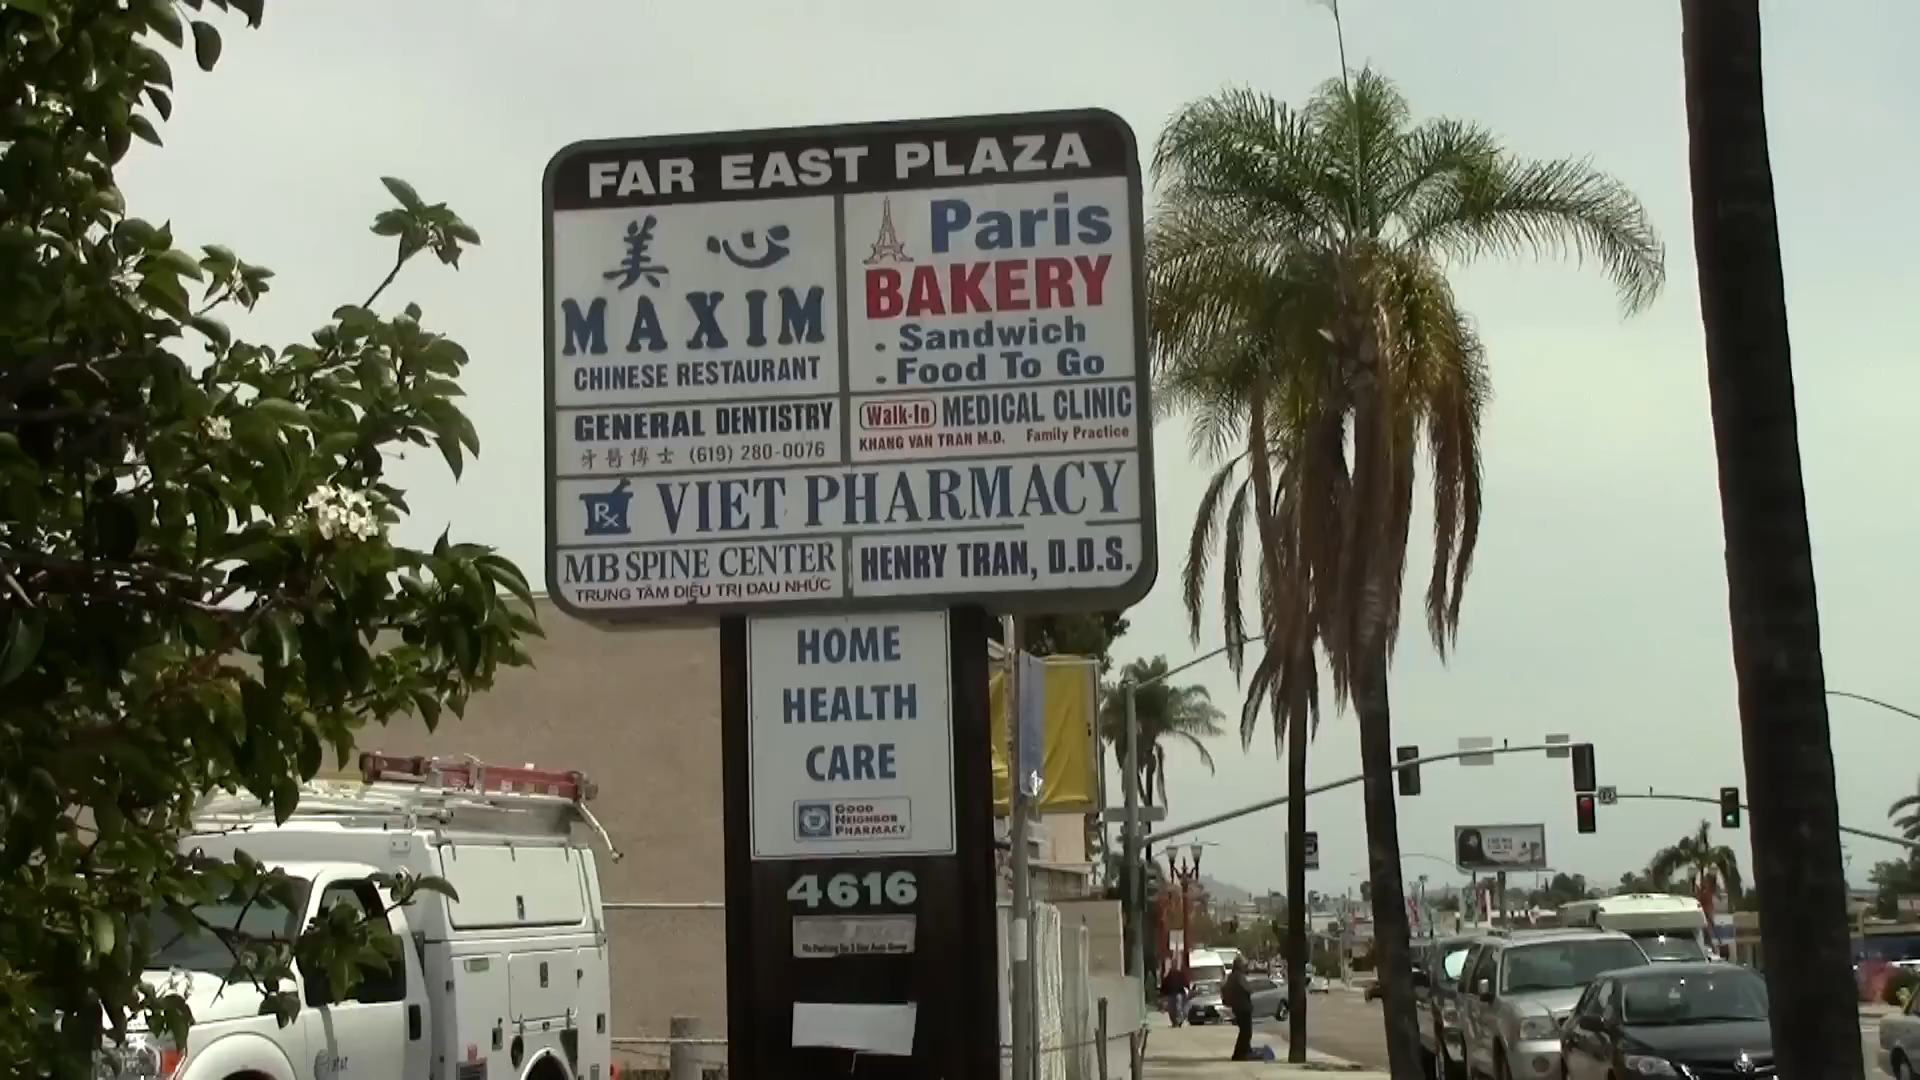 FAR EAST PLAZA
美心
MAXIM
CHINESE RESTAURANT
Paris
BAKERY
. Sandwich
. Food To Go
GENERAL DENTISTRY
牙醫博士 (619) 280-0076
Walk-In MEDICAL CLINIC
KHANG VAN TRAN M.D. Family Practice
Rx VIET PHARMACY
MB SPINE CENTER
TRUNG TÂM ĐIỀU TRỊ ĐAU NHỨC
HENRY TRAN, D.D.S.
HOME
HEALTH
CARE
GOOD
NEIGHBOR
PHARMACY
4616
at&t